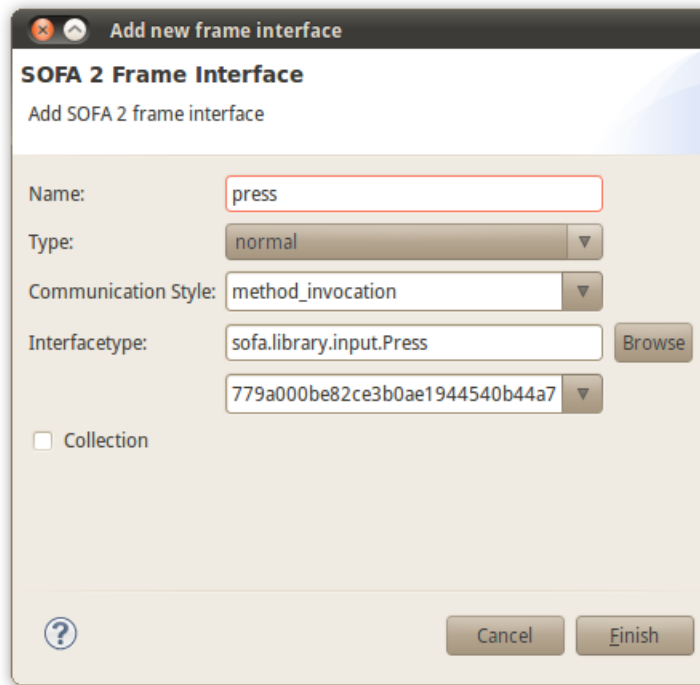 Add new frame interface
SOFA 2 Frame Interface
Add SOFA 2 frame interface
Name: press
Type: normal
Communication Style: method_invocation
Interfacetype: sofa.library.input.Press Browse
779a000be82ce3b0ae1944540b44a7
Collection
? Cancel Finish